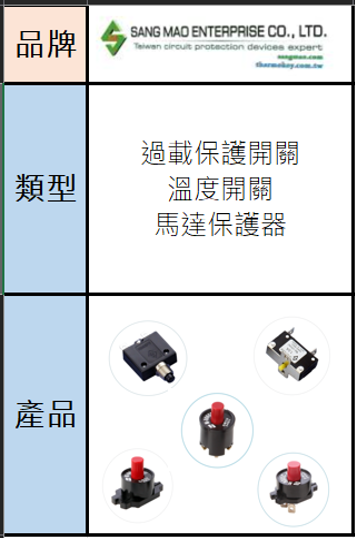 品牌
SANG MAO ENTERPRISE CO., LTD.
Taiwan circuit protection devices expert
sangmao.com
thermokey.com.tw
類型
過載保護開關
溫度開關
馬達保護器
產品